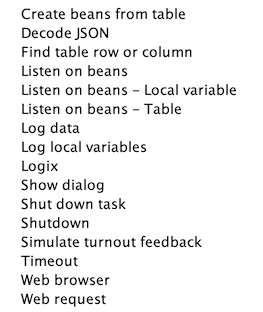 Create beans from table
Decode JSON
Find table row or column
Listen on beans
Listen on beans – Local variable
Listen on beans – Table
Log data
Log local variables
Logix
Show dialog
Shut down task
Shutdown
Simulate turnout feedback
Timeout
Web browser
Web request